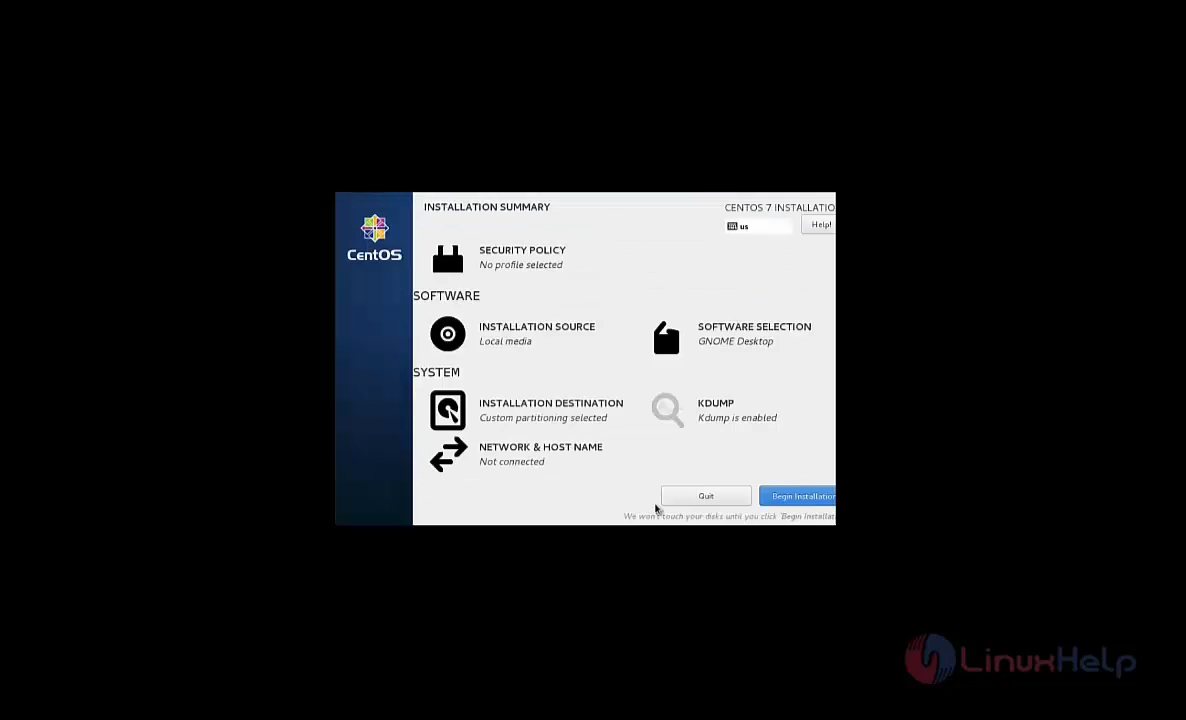 INSTALLATION SUMMARY
CENTOS 7 INSTALLATIO
us
Help!
CentOS
SECURITY POLICY
No profile selected
SOFTWARE
INSTALLATION SOURCE
Local media
SOFTWARE SELECTION
GNOME Desktop
SYSTEM
INSTALLATION DESTINATION
Custom partitioning selected
KDUMP
Kdump is enabled
NETWORK & HOST NAME
Not connected
Quit
Begin Installation
We won't touch your disks until you click 'Begin Installat
LinuxHelp